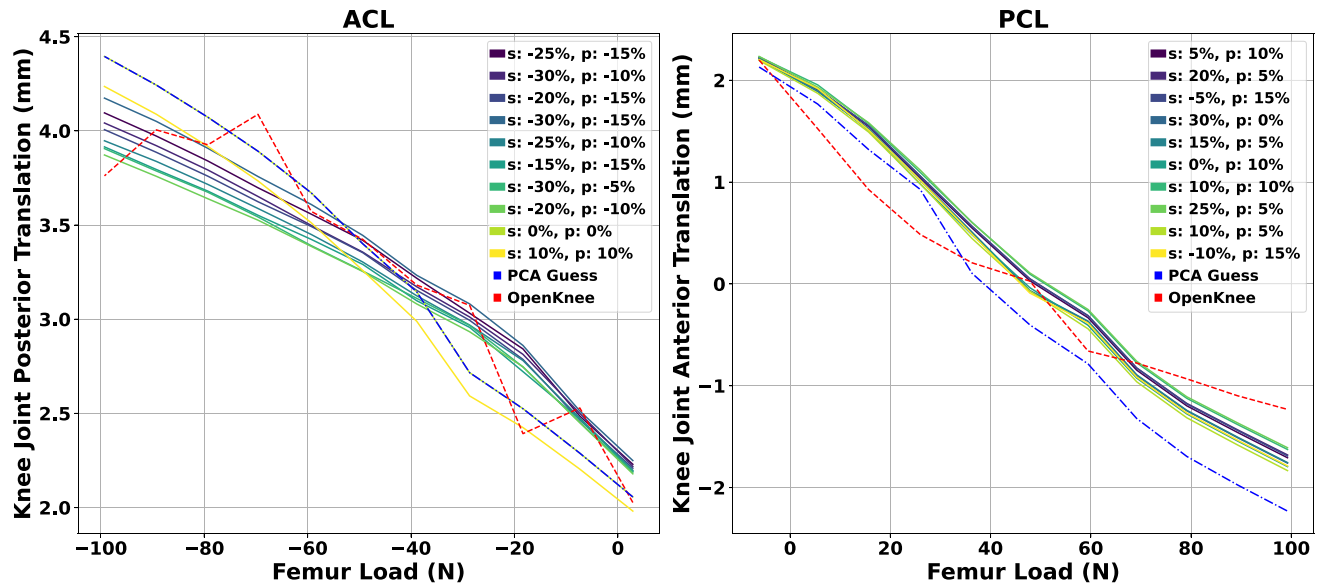 ACL
Knee Joint Posterior Translation (mm)
4.5
4.0
3.5
3.0
2.5
2.0
s: -25%, p: -15%
s: -30%, p: -10%
s: -20%, p: -15%
s: -30%, p: -15%
s: -25%, p: -10%
s: -15%, p: -15%
s: -30%, p: -5%
s: -20%, p: -10%
s: 0%, p: 0%
s: 10%, p: 10%
PCA Guess
OpenKnee
−100
−80
−60
−40
−20
0
Femur Load (N)
PCL
Knee Joint Anterior Translation (mm)
2
1
0
−1
−2
s: 5%, p: 10%
s: 20%, p: 5%
s: -5%, p: 15%
s: 30%, p: 0%
s: 15%, p: 5%
s: 0%, p: 10%
s: 10%, p: 10%
s: 25%, p: 5%
s: 10%, p: 5%
s: -10%, p: 15%
PCA Guess
OpenKnee
0
20
40
60
80
100
Femur Load (N)